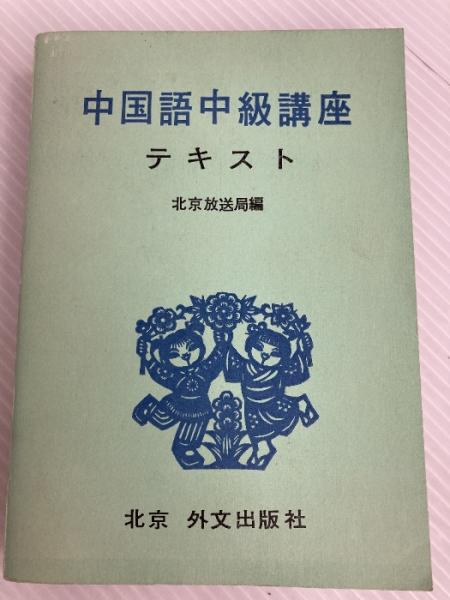 中国語中級講座
テキスト
北京放送局編
北京 外文出版社